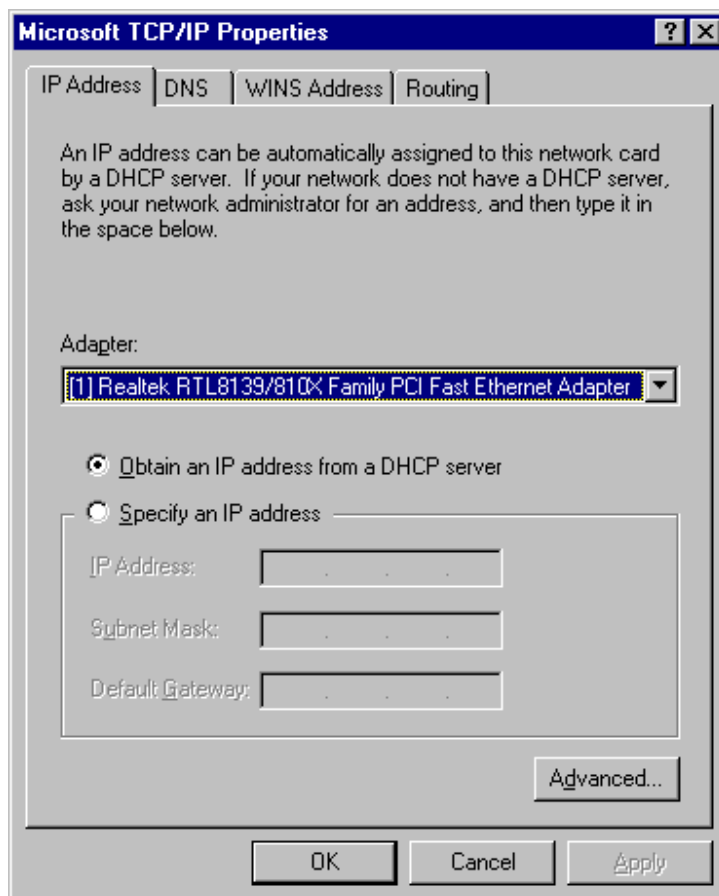 Microsoft TCP/IP Properties
IP Address DNS WINS Address Routing
An IP address can be automatically assigned to this network card
by a DHCP server. If your network does not have a DHCP server,
ask your network administrator for an address, and then type it in
the space below.
Adapter:
[1] Realtek RTL8139/810X Family PCI Fast Ethernet Adapter
Obtain an IP address from a DHCP server
Specify an IP address
IP Address: . . .
Subnet Mask: . . .
Default Gateway: . . .
Advanced...
OK Cancel Apply